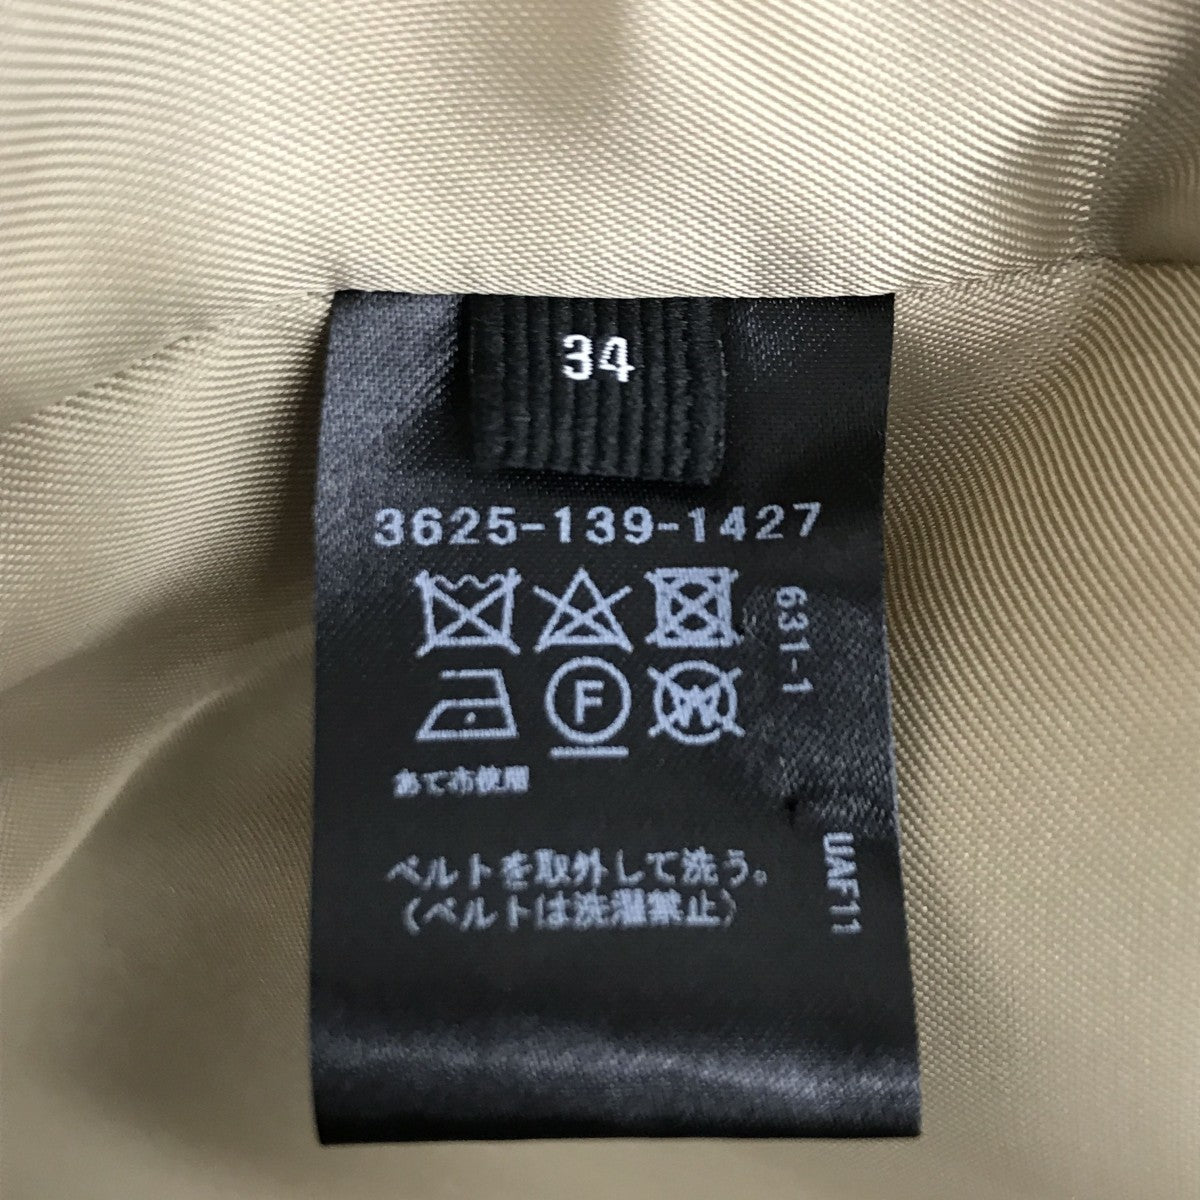 34
3625-139-1427
631-1
F
W
あて布使用
ベルトを取外して洗う。
(ベルトは洗濯禁止)
UAF11